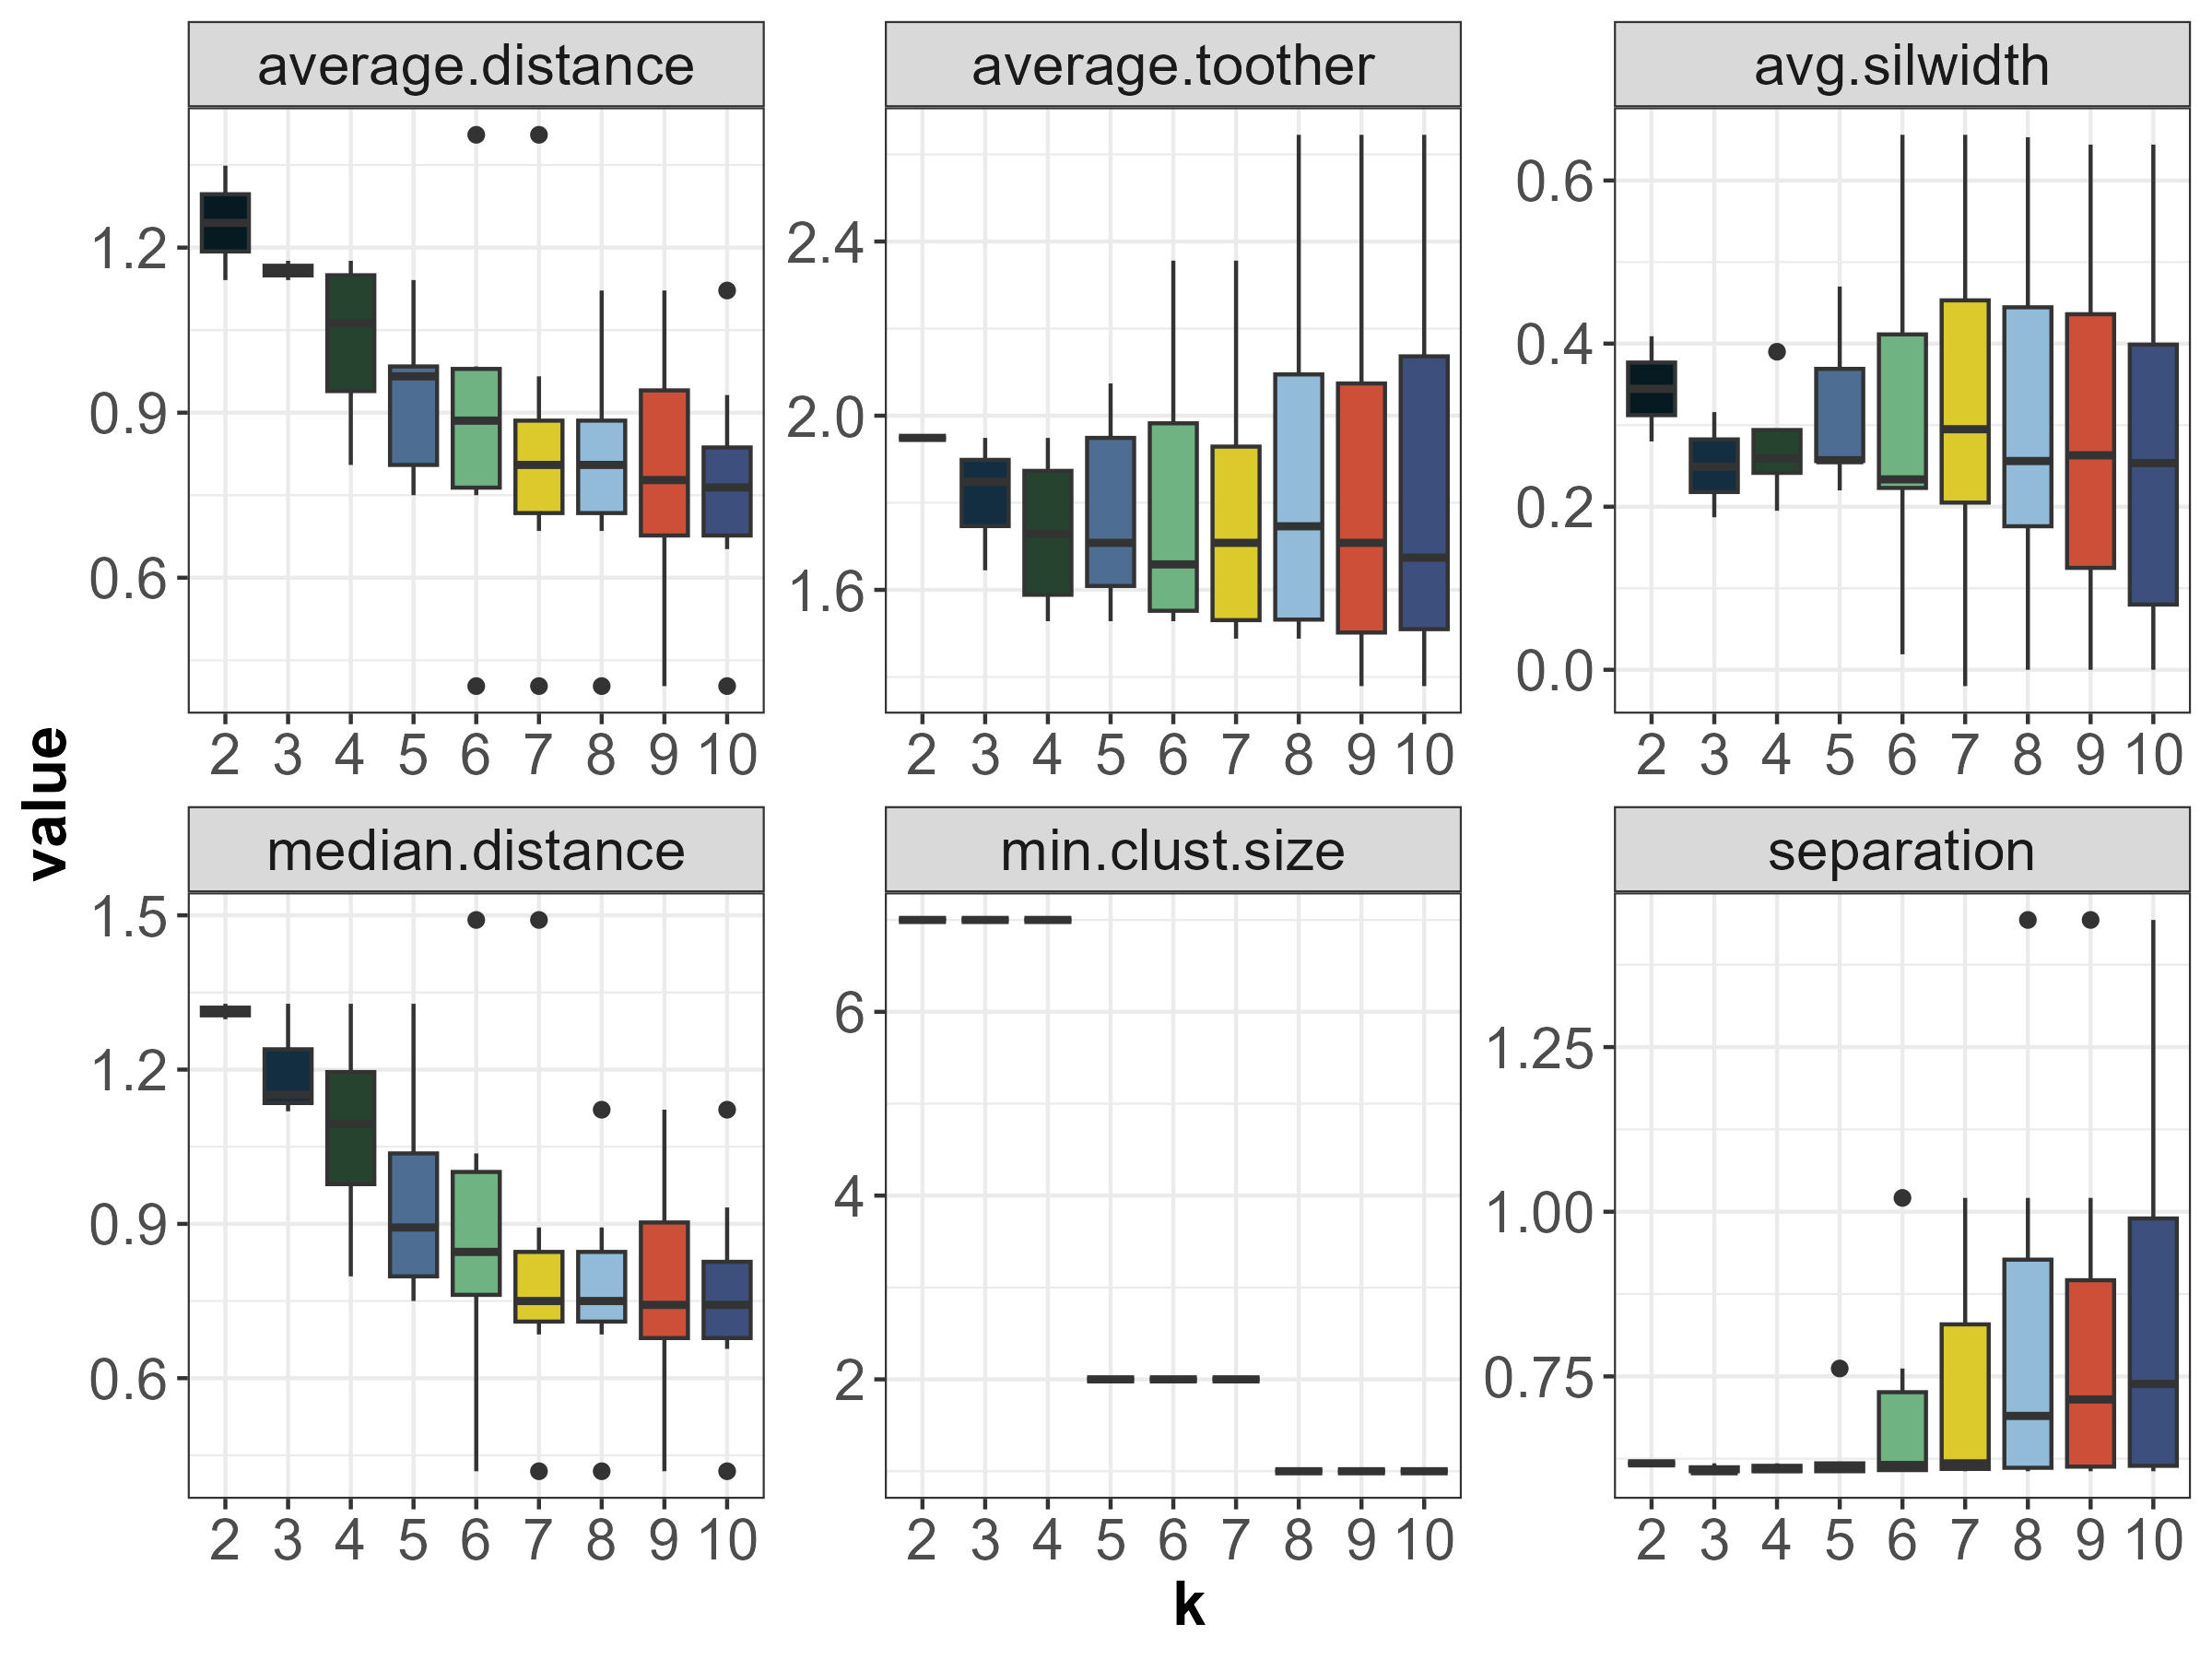 average.distance average.toother avg.silwidth
1.2
0.9
0.6
2.4
2.0
1.6
0.6
0.4
0.2
0.0
2 3 4 5 6 7 8 9 10
2 3 4 5 6 7 8 9 10
2 3 4 5 6 7 8 9 10
value
median.distance min.clust.size separation
1.5
1.2
0.9
0.6
6
4
2
1.25
1.00
0.75
2 3 4 5 6 7 8 9 10
2 3 4 5 6 7 8 9 10
2 3 4 5 6 7 8 9 10
k